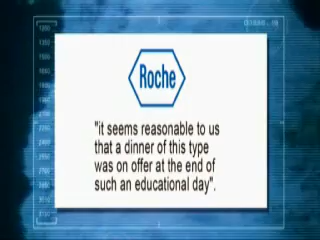 Roche
"it seems reasonable to us
that a dinner of this type
was on offer at the end of
such an educational day".